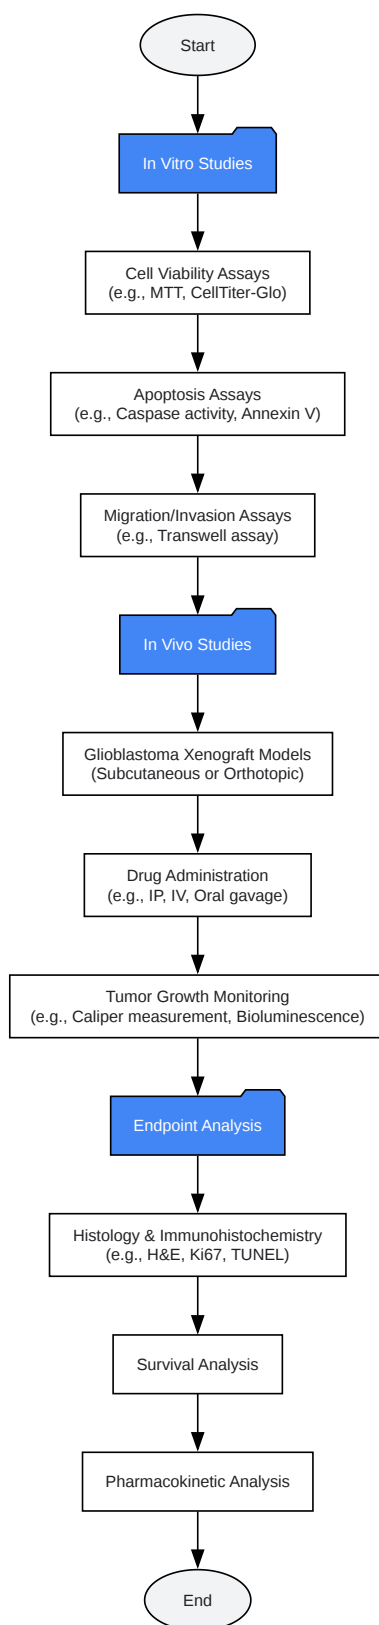 Start
In Vitro Studies
Cell Viability Assays
(e.g., MTT, CellTiter-Glo)
Apoptosis Assays
(e.g., Caspase activity, Annexin V)
Migration/Invasion Assays
(e.g., Transwell assay)
In Vivo Studies
Glioblastoma Xenograft Models
(Subcutaneous or Orthotopic)
Drug Administration
(e.g., IP, IV, Oral gavage)
Tumor Growth Monitoring
(e.g., Caliper measurement, Bioluminescence)
Endpoint Analysis
Histology & Immunohistochemistry
(e.g., H&E, Ki67, TUNEL)
Survival Analysis
Pharmacokinetic Analysis
End